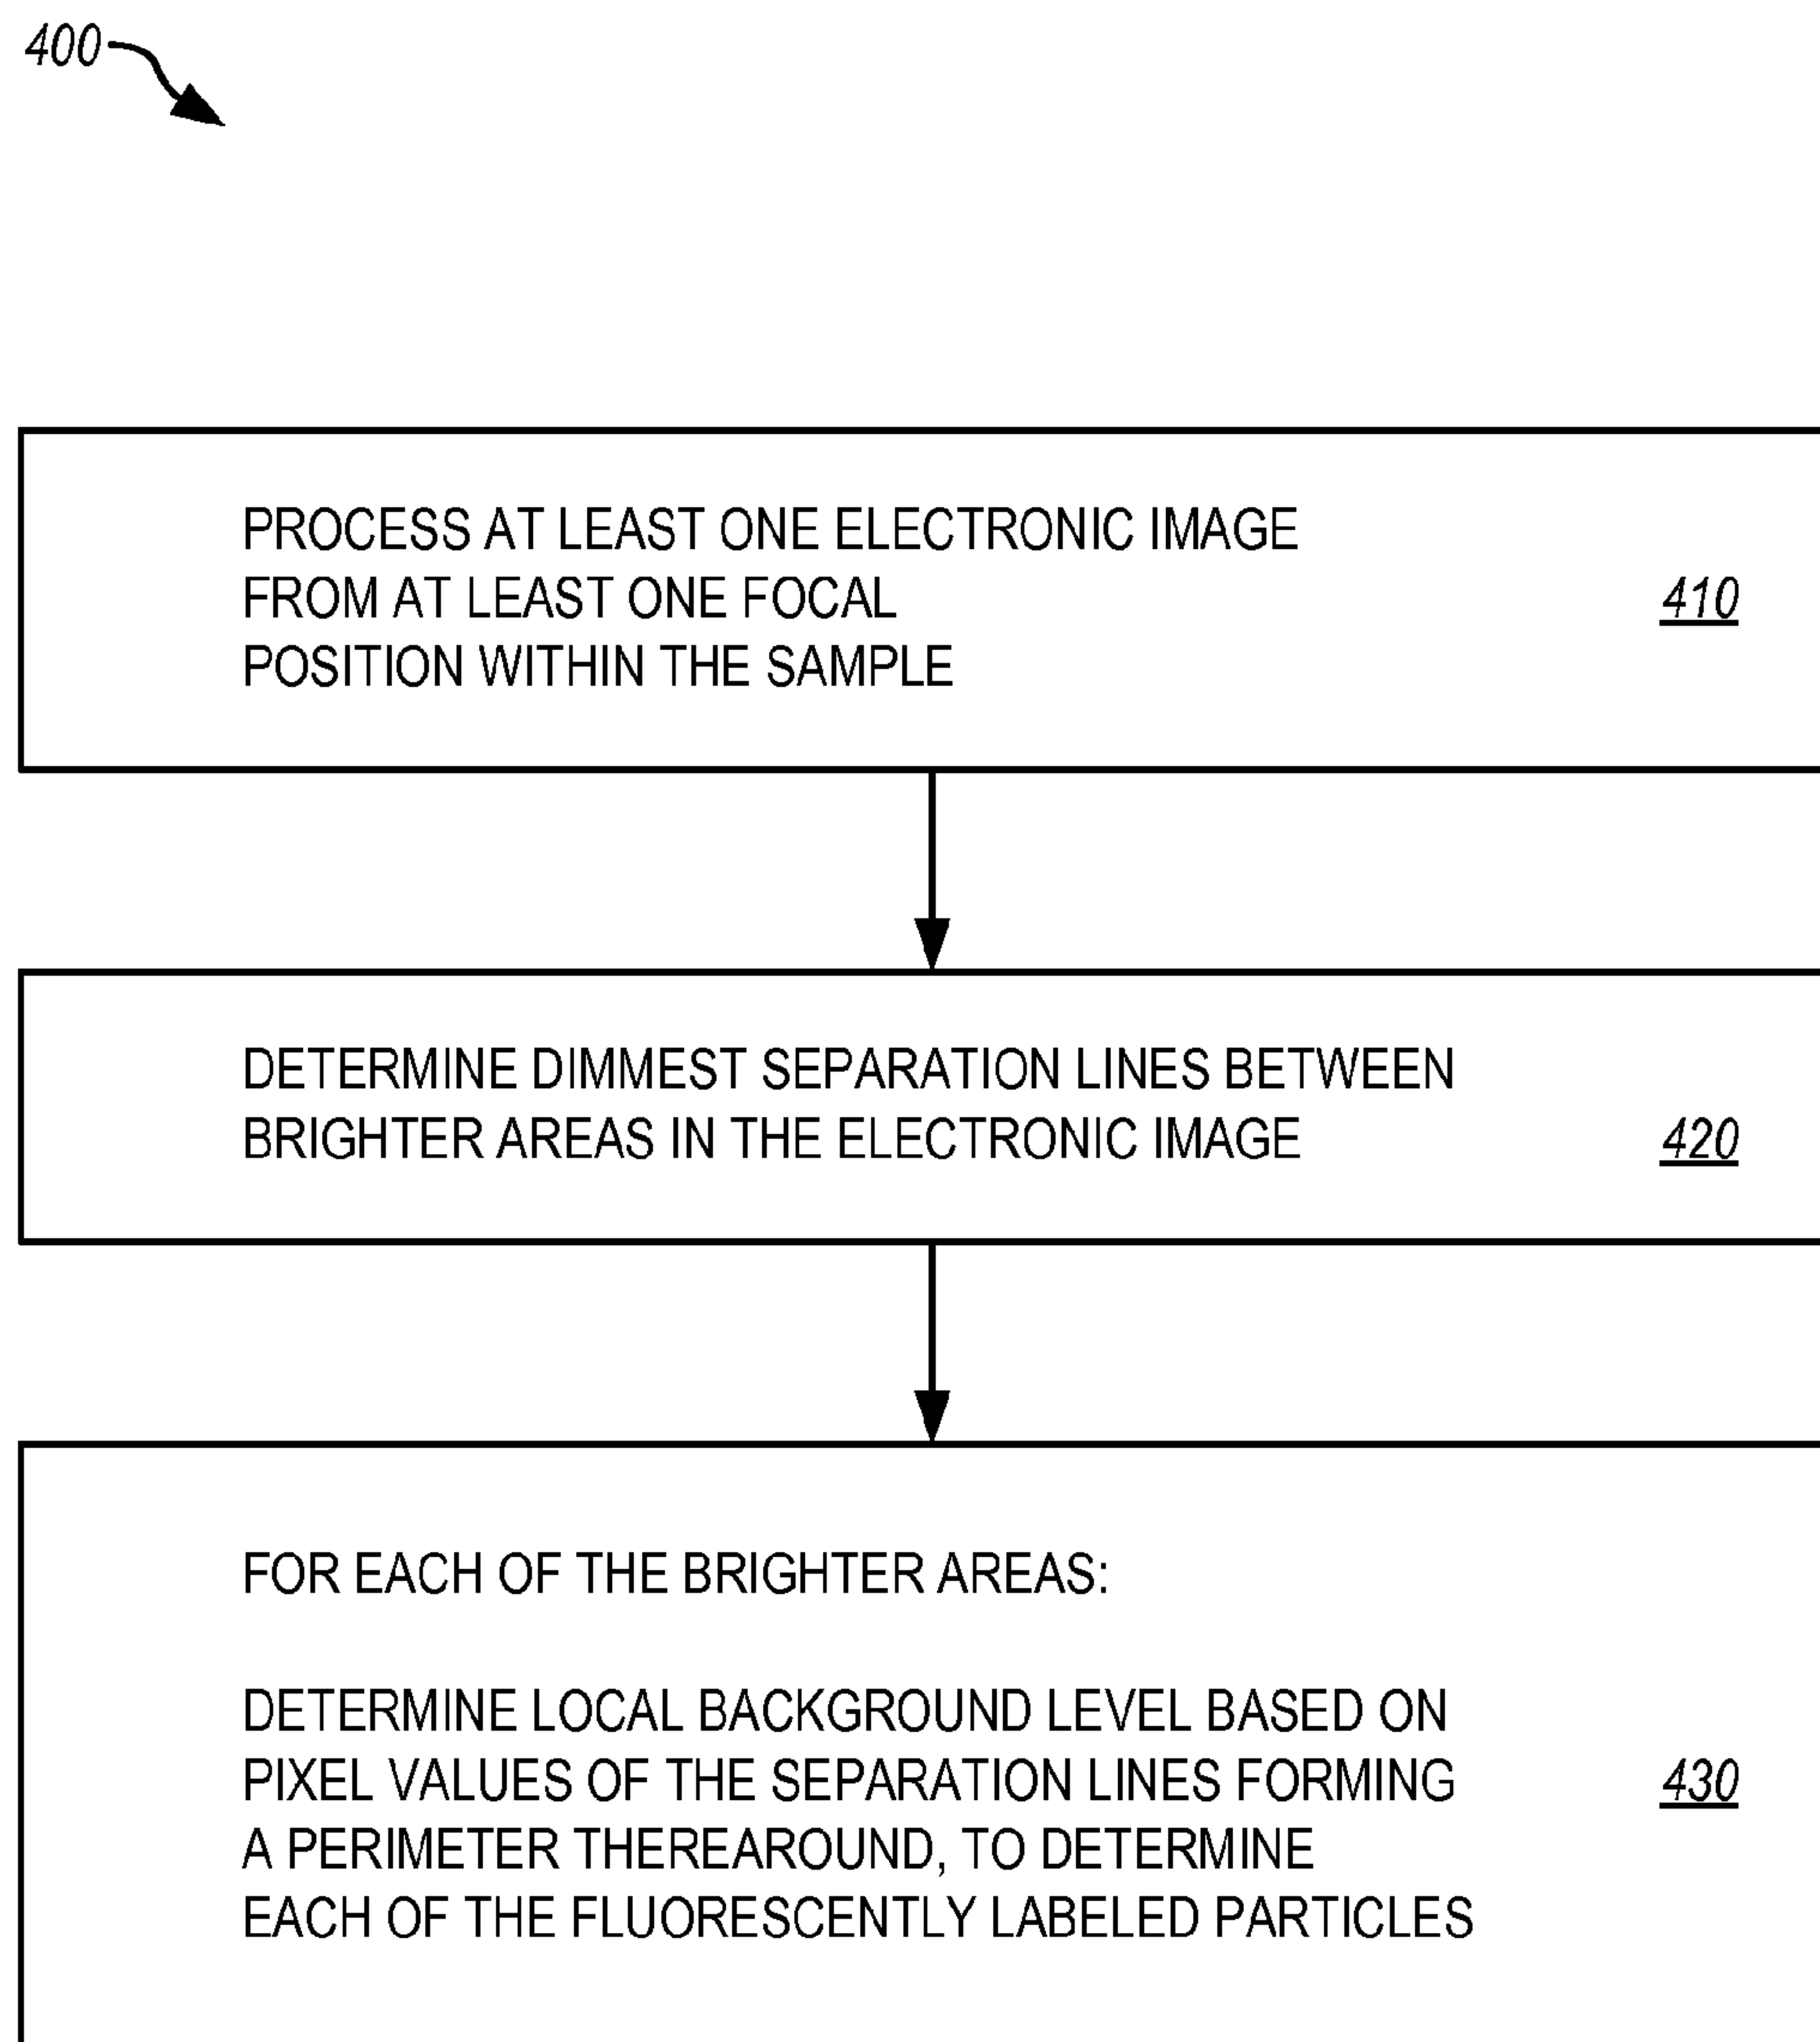 400
PROCESS AT LEAST ONE ELECTRONIC IMAGE
FROM AT LEAST ONE FOCAL
POSITION WITHIN THE SAMPLE
410
DETERMINE DIMMEST SEPARATION LINES BETWEEN
BRIGHTER AREAS IN THE ELECTRONIC IMAGE
420
FOR EACH OF THE BRIGHTER AREAS:
DETERMINE LOCAL BACKGROUND LEVEL BASED ON
PIXEL VALUES OF THE SEPARATION LINES FORMING
A PERIMETER THEREAROUND, TO DETERMINE
EACH OF THE FLUORESCENTLY LABELED PARTICLES
430